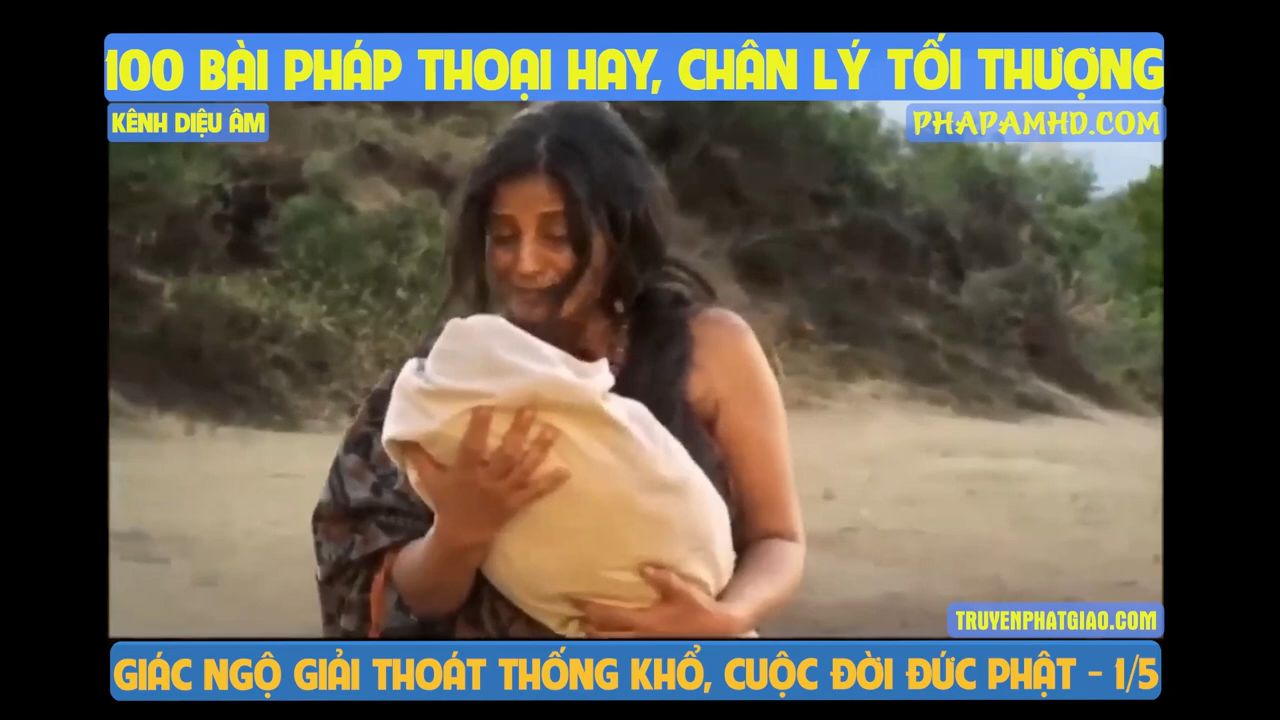 100 BÀI PHÁP THOẠI HAY, CHÂN LÝ TỐI THƯỢNG
KÊNH DIỆU ÂM
PHAPAMHD.COM
TRUYENPHATGIAO.COM
GIÁC NGỘ GIẢI THOÁT THỐNG KHỔ, CUỘC ĐỜI ĐỨC PHẬT - 1/5